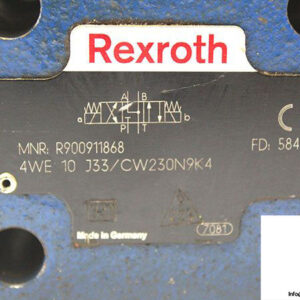 Rexroth
A B
a b
P T
MNR: R900911868
FD: 584
4WE 10 J33/CW230N9K4
Made in Germany
7081